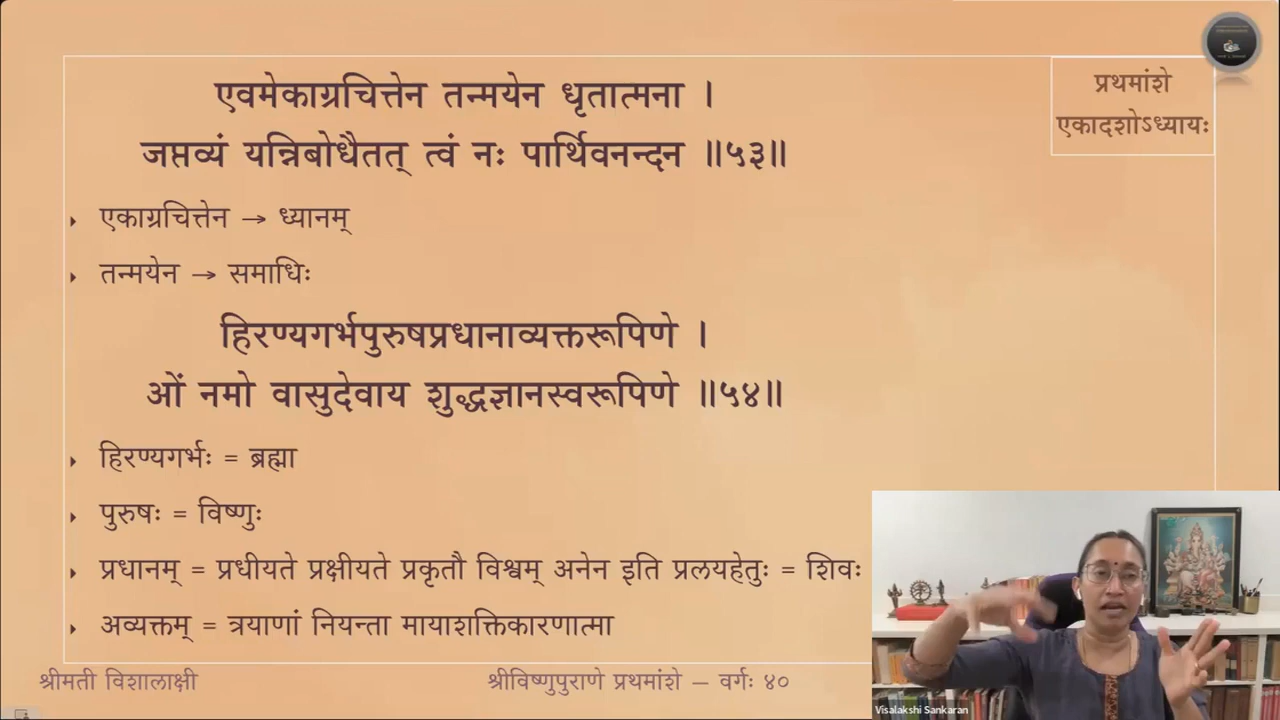 प्रथमांशे
एकादशोऽध्यायः
एवमेकाग्रचित्तेन तन्मयेन धृतात्मना ।
जप्तव्यं यन्निबोधैतत् त्वं नः पार्थिवनन्दन ॥५३॥
एकाग्रचित्तेन → ध्यानम्
तन्मयेन → समाधिः
हिरण्यगर्भपुरुषप्रधानाव्यक्तरूपिणे ।
ओं नमो वासुदेवाय शुद्धज्ञानस्वरूपिणे ॥५४॥
हिरण्यगर्भः = ब्रह्मा
पुरुषः = विष्णुः
प्रधानम् = प्रधीयते प्रक्षीयते प्रकृतौ विश्वम् अनेन इति प्रलयहेतुः = शिवः
अव्यक्तम् = त्रयाणां नियन्ता मायाशक्तिकारणात्मा
श्रीमती विशालाक्षी
श्रीविष्णुपुराणे प्रथमांशे – वर्गः ४०
Visalakshi Sankaran